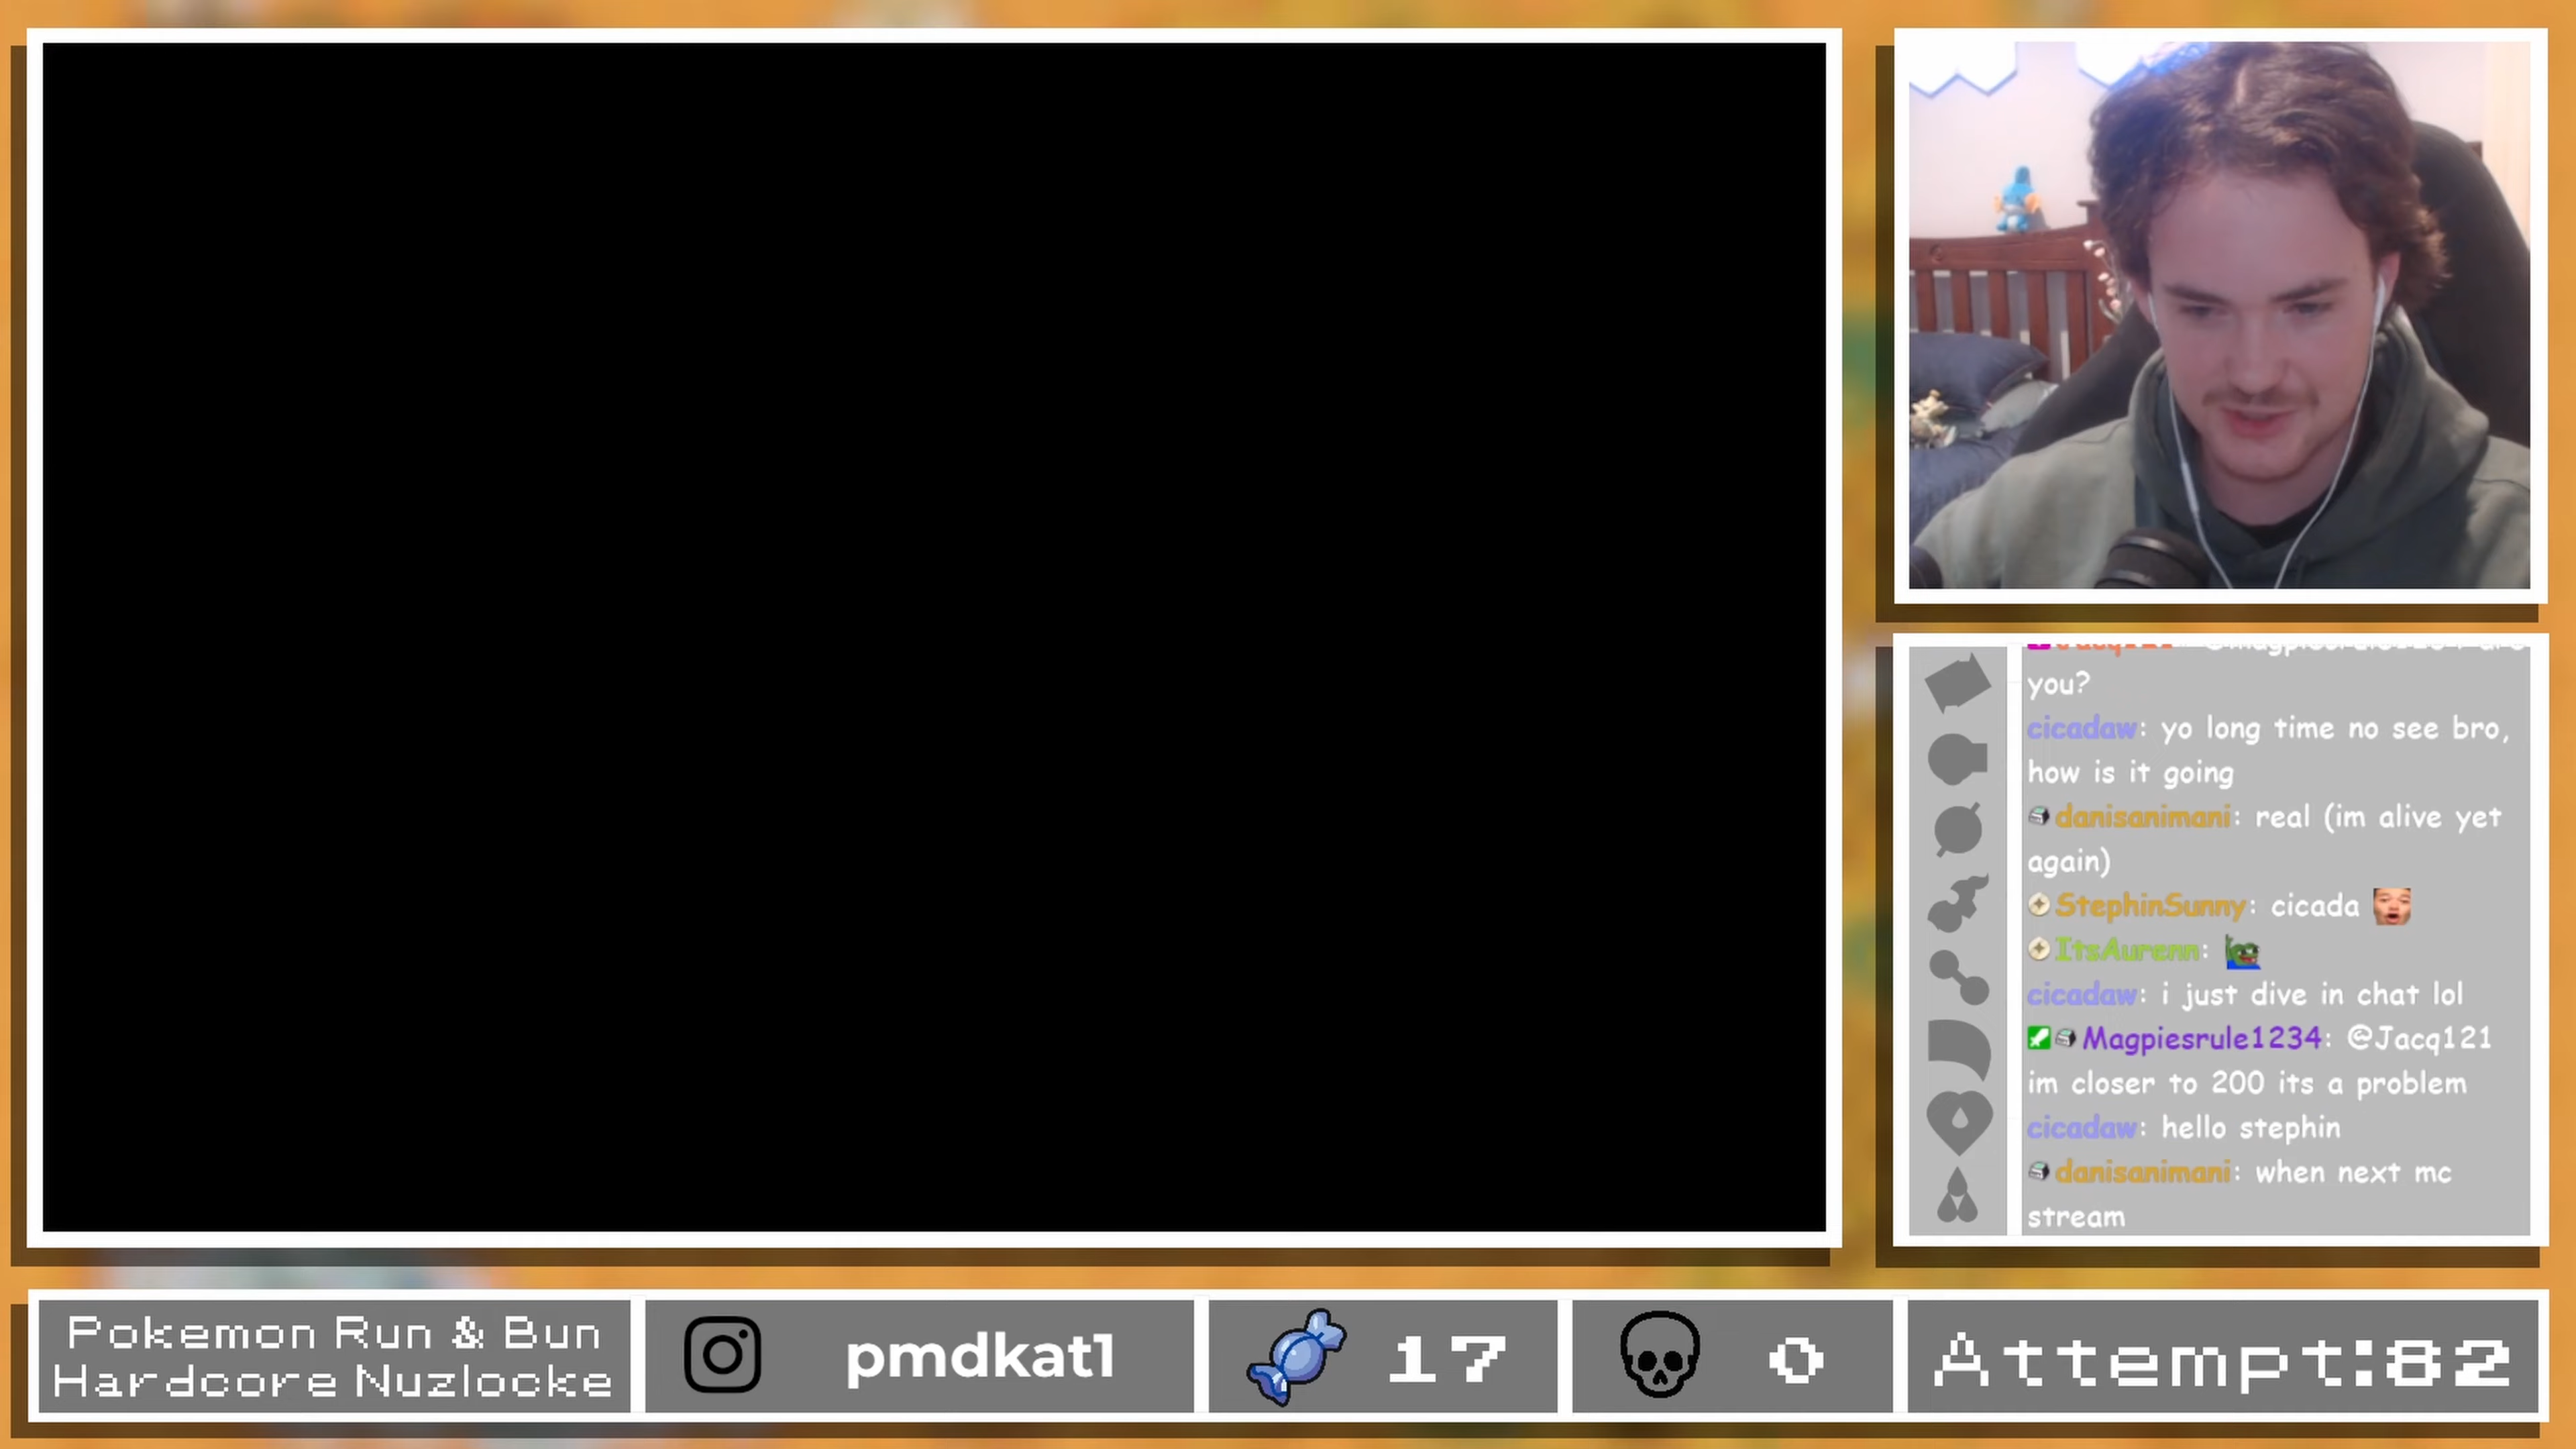 you?
cicadaw: yo long time no see bro,
how is it going
danisanimani: real (im alive yet
again)
StephinSunny: cicada
ItsAurenn:
cicadaw: i just dive in chat lol
Magpiesrule1234: @Jacq121
im closer to 200 its a problem
cicadaw: hello stephin
danisanimani: when next mc
stream
Pokemon Run & Bun
Hardcore Nuzlocke
pmdkat1
17
0
Attempt:82